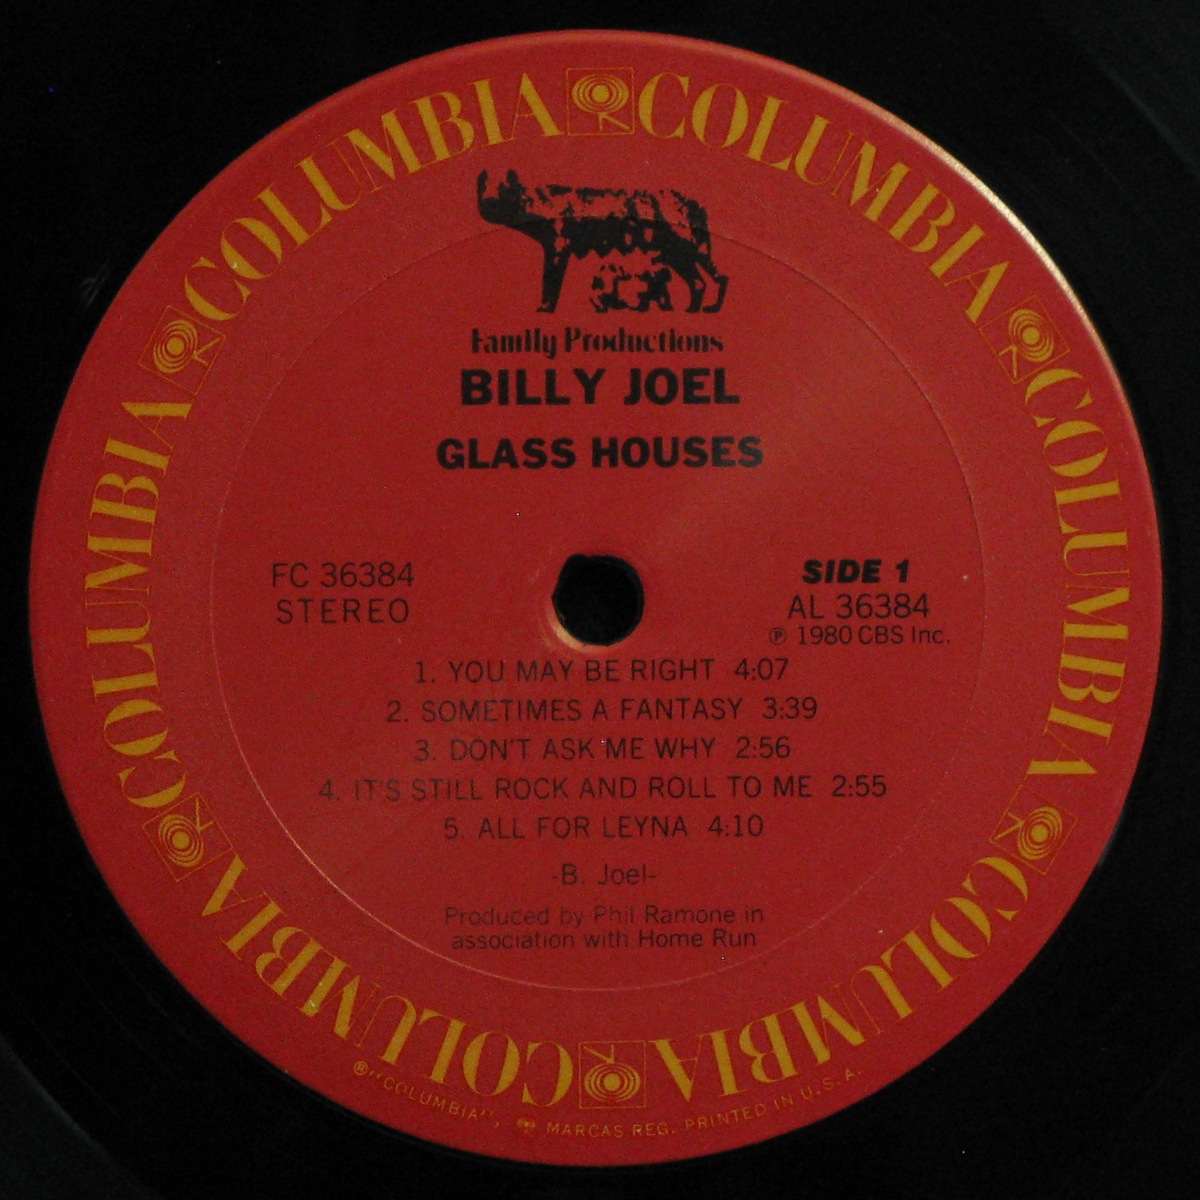 COLUMBIA COLUMBIA COLUMBIA COLUMBIA COLUMBIA COLUMBIA
Family Productions
BILLY JOEL
GLASS HOUSES
FC 36384
STEREO
SIDE 1
AL 36384
℗ 1980 CBS Inc.
1. YOU MAY BE RIGHT 4:07
2. SOMETIMES A FANTASY 3:39
3. DON'T ASK ME WHY 2:56
4. IT'S STILL ROCK AND ROLL TO ME 2:55
5. ALL FOR LEYNA 4:10
-B. Joel-
Produced by Phil Ramone in
association with Home Run
® "COLUMBIA", MARCAS REG. PRINTED IN U.S.A.